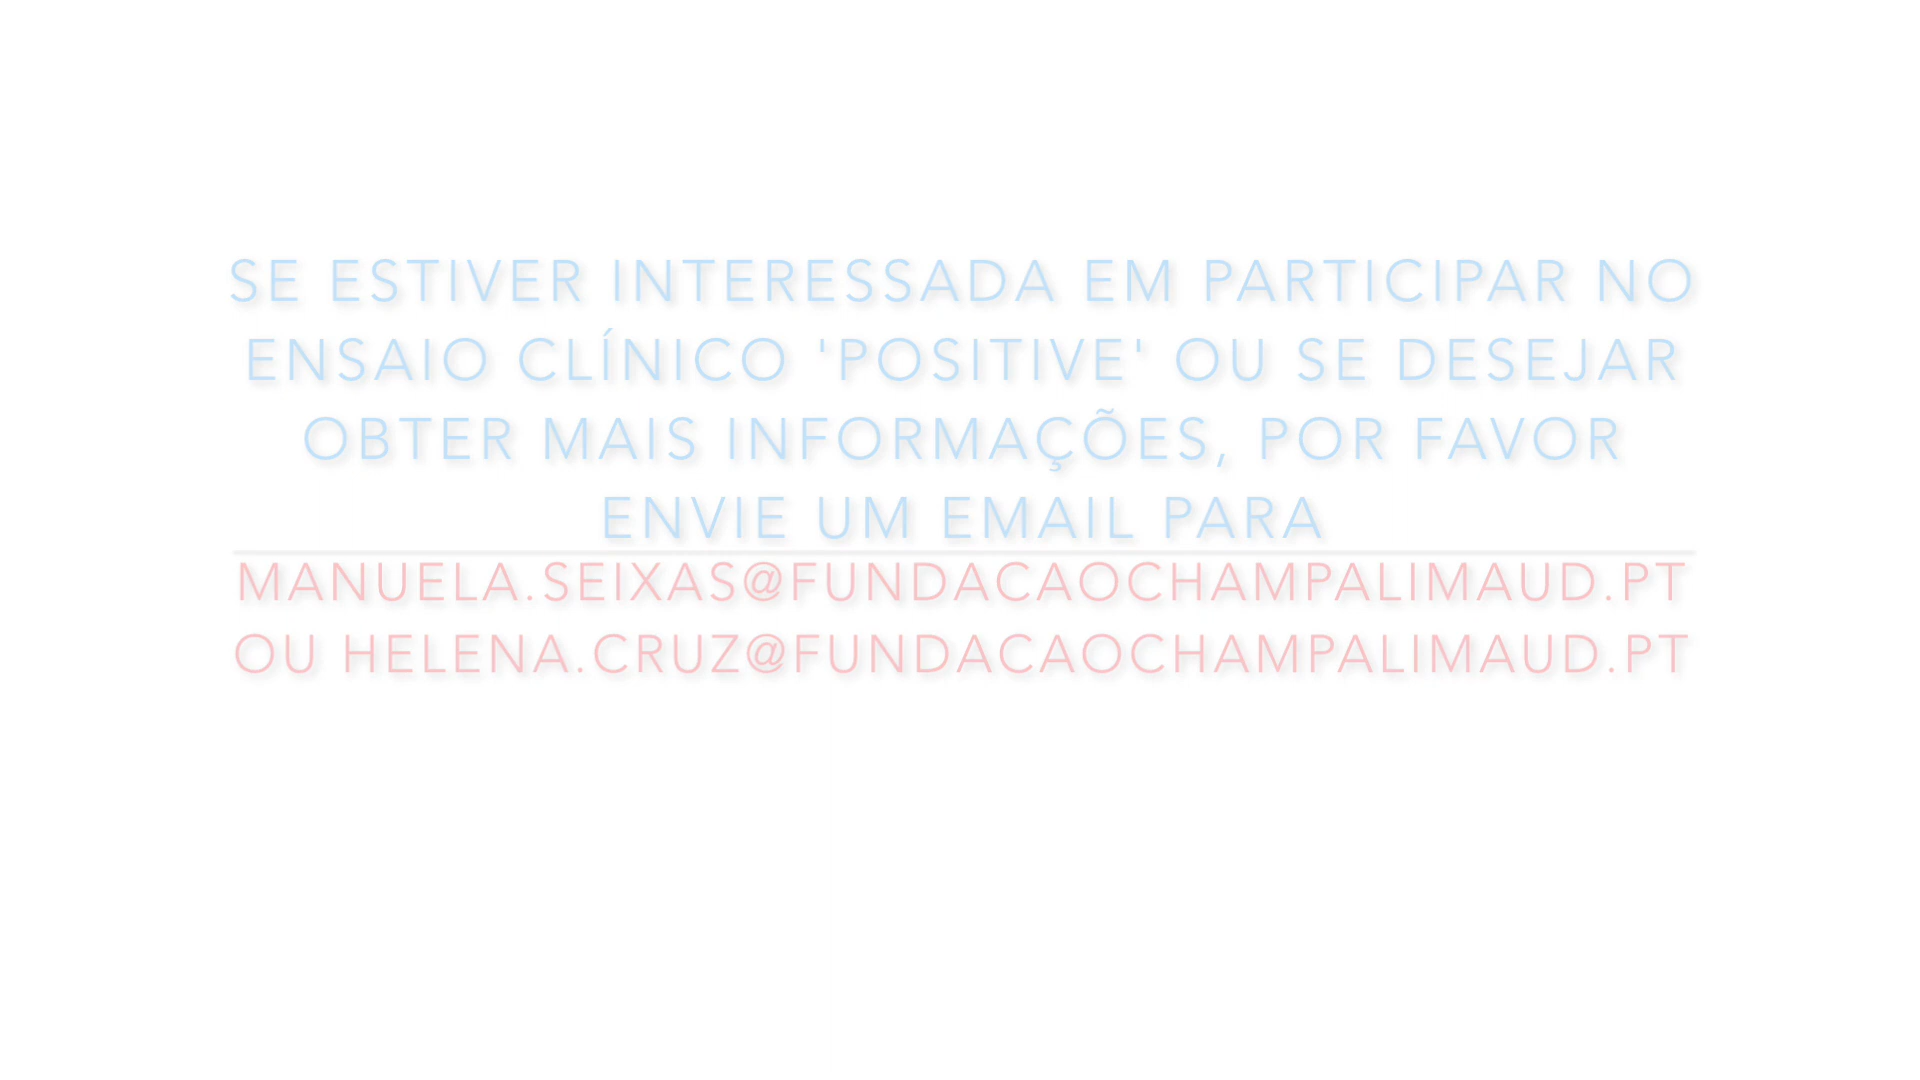 SE ESTIVER INTERESSADA EM PARTICIPAR NO
ENSAIO CLÍNICO 'POSITIVE' OU SE DESEJAR
OBTER MAIS INFORMAÇÕES, POR FAVOR
ENVIE UM EMAIL PARA
MANUELA.SEIXAS@FUNDACAOCHAMPALIMAUD.PT
OU HELENA.CRUZ@FUNDACAOCHAMPALIMAUD.PT